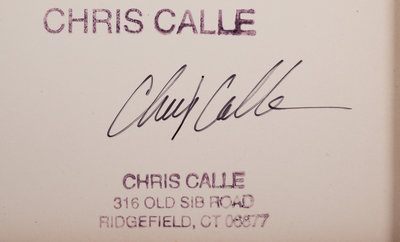 CHRIS CALLE
Chris Calle
CHRIS CALLE
316 OLD SIB ROAD
RIDGEFIELD, CT 06877